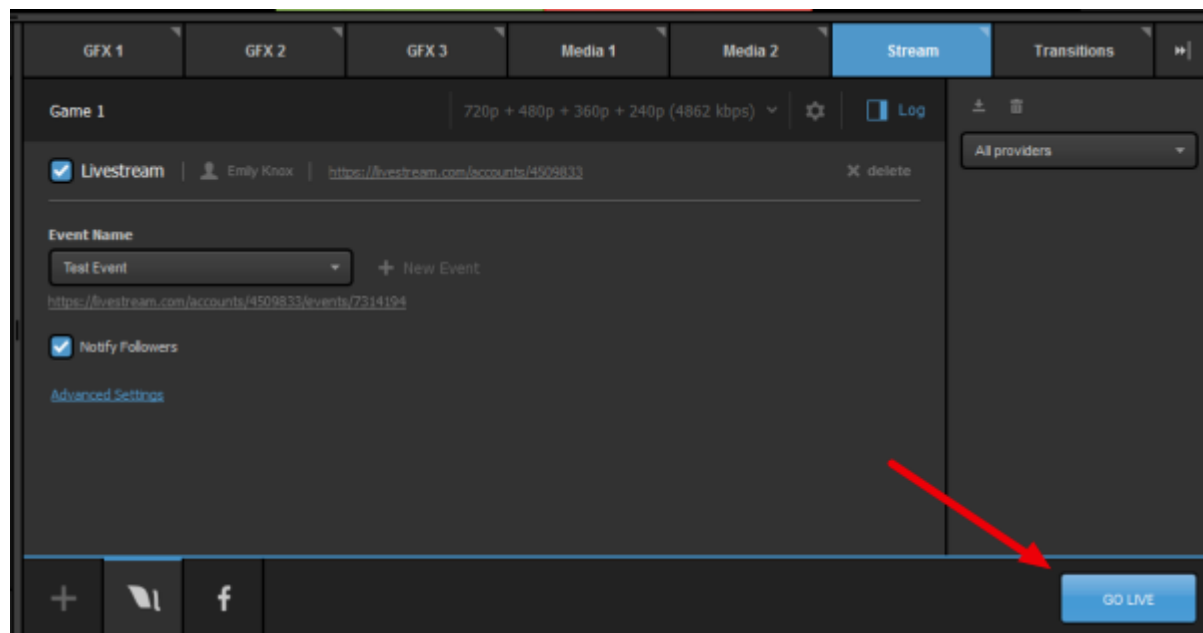 GFX 1 GFX 2 GFX 3 Media 1 Media 2 Stream Transitions
Game 1 720p + 480p + 360p + 240p (4862 kbps) Log
All providers
Livestream Emily Knox https://livestream.com/accounts/4509833 delete
Event Name
Test Event + New Event
https://livestream.com/accounts/4509833/events/7314194
Notify Followers
Advanced Settings
GO LIVE